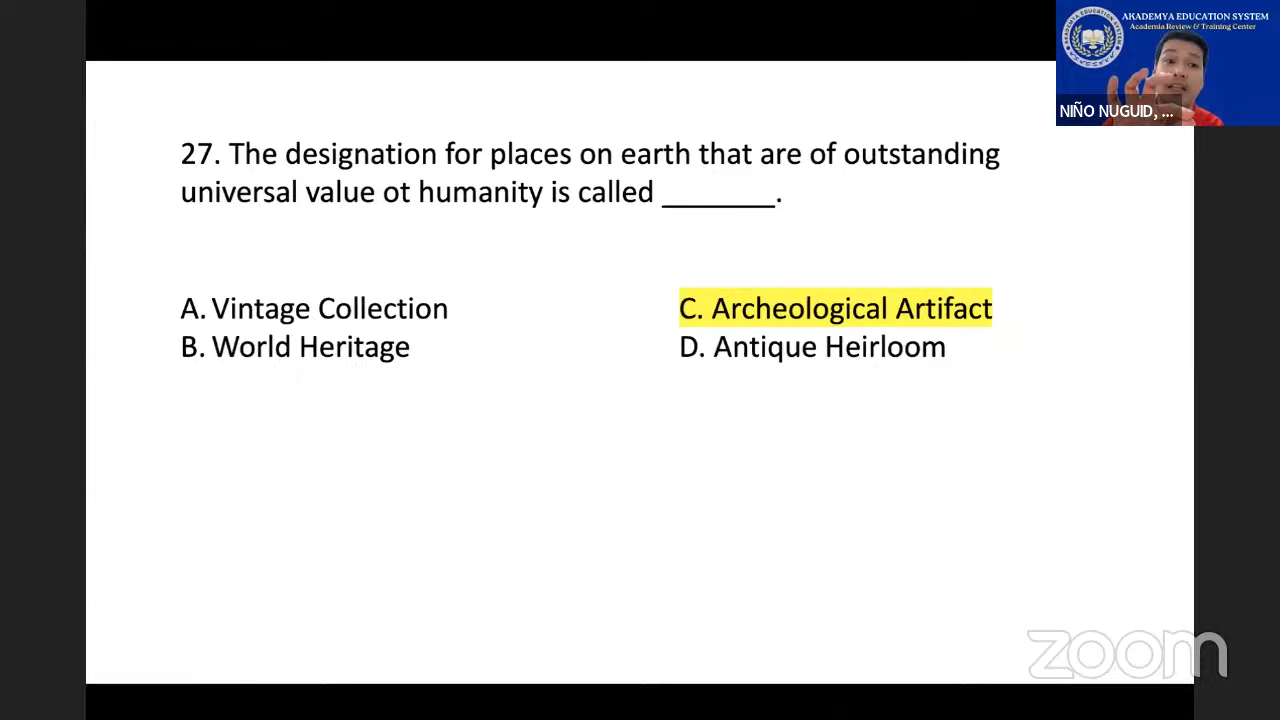 AKADEMYA EDUCATION SYSTEM
Academia Review & Training Center
NIÑO NUGUID, ...
27. The designation for places on earth that are of outstanding
universal value ot humanity is called _______.
A. Vintage Collection
B. World Heritage
C. Archeological Artifact
D. Antique Heirloom
zoom